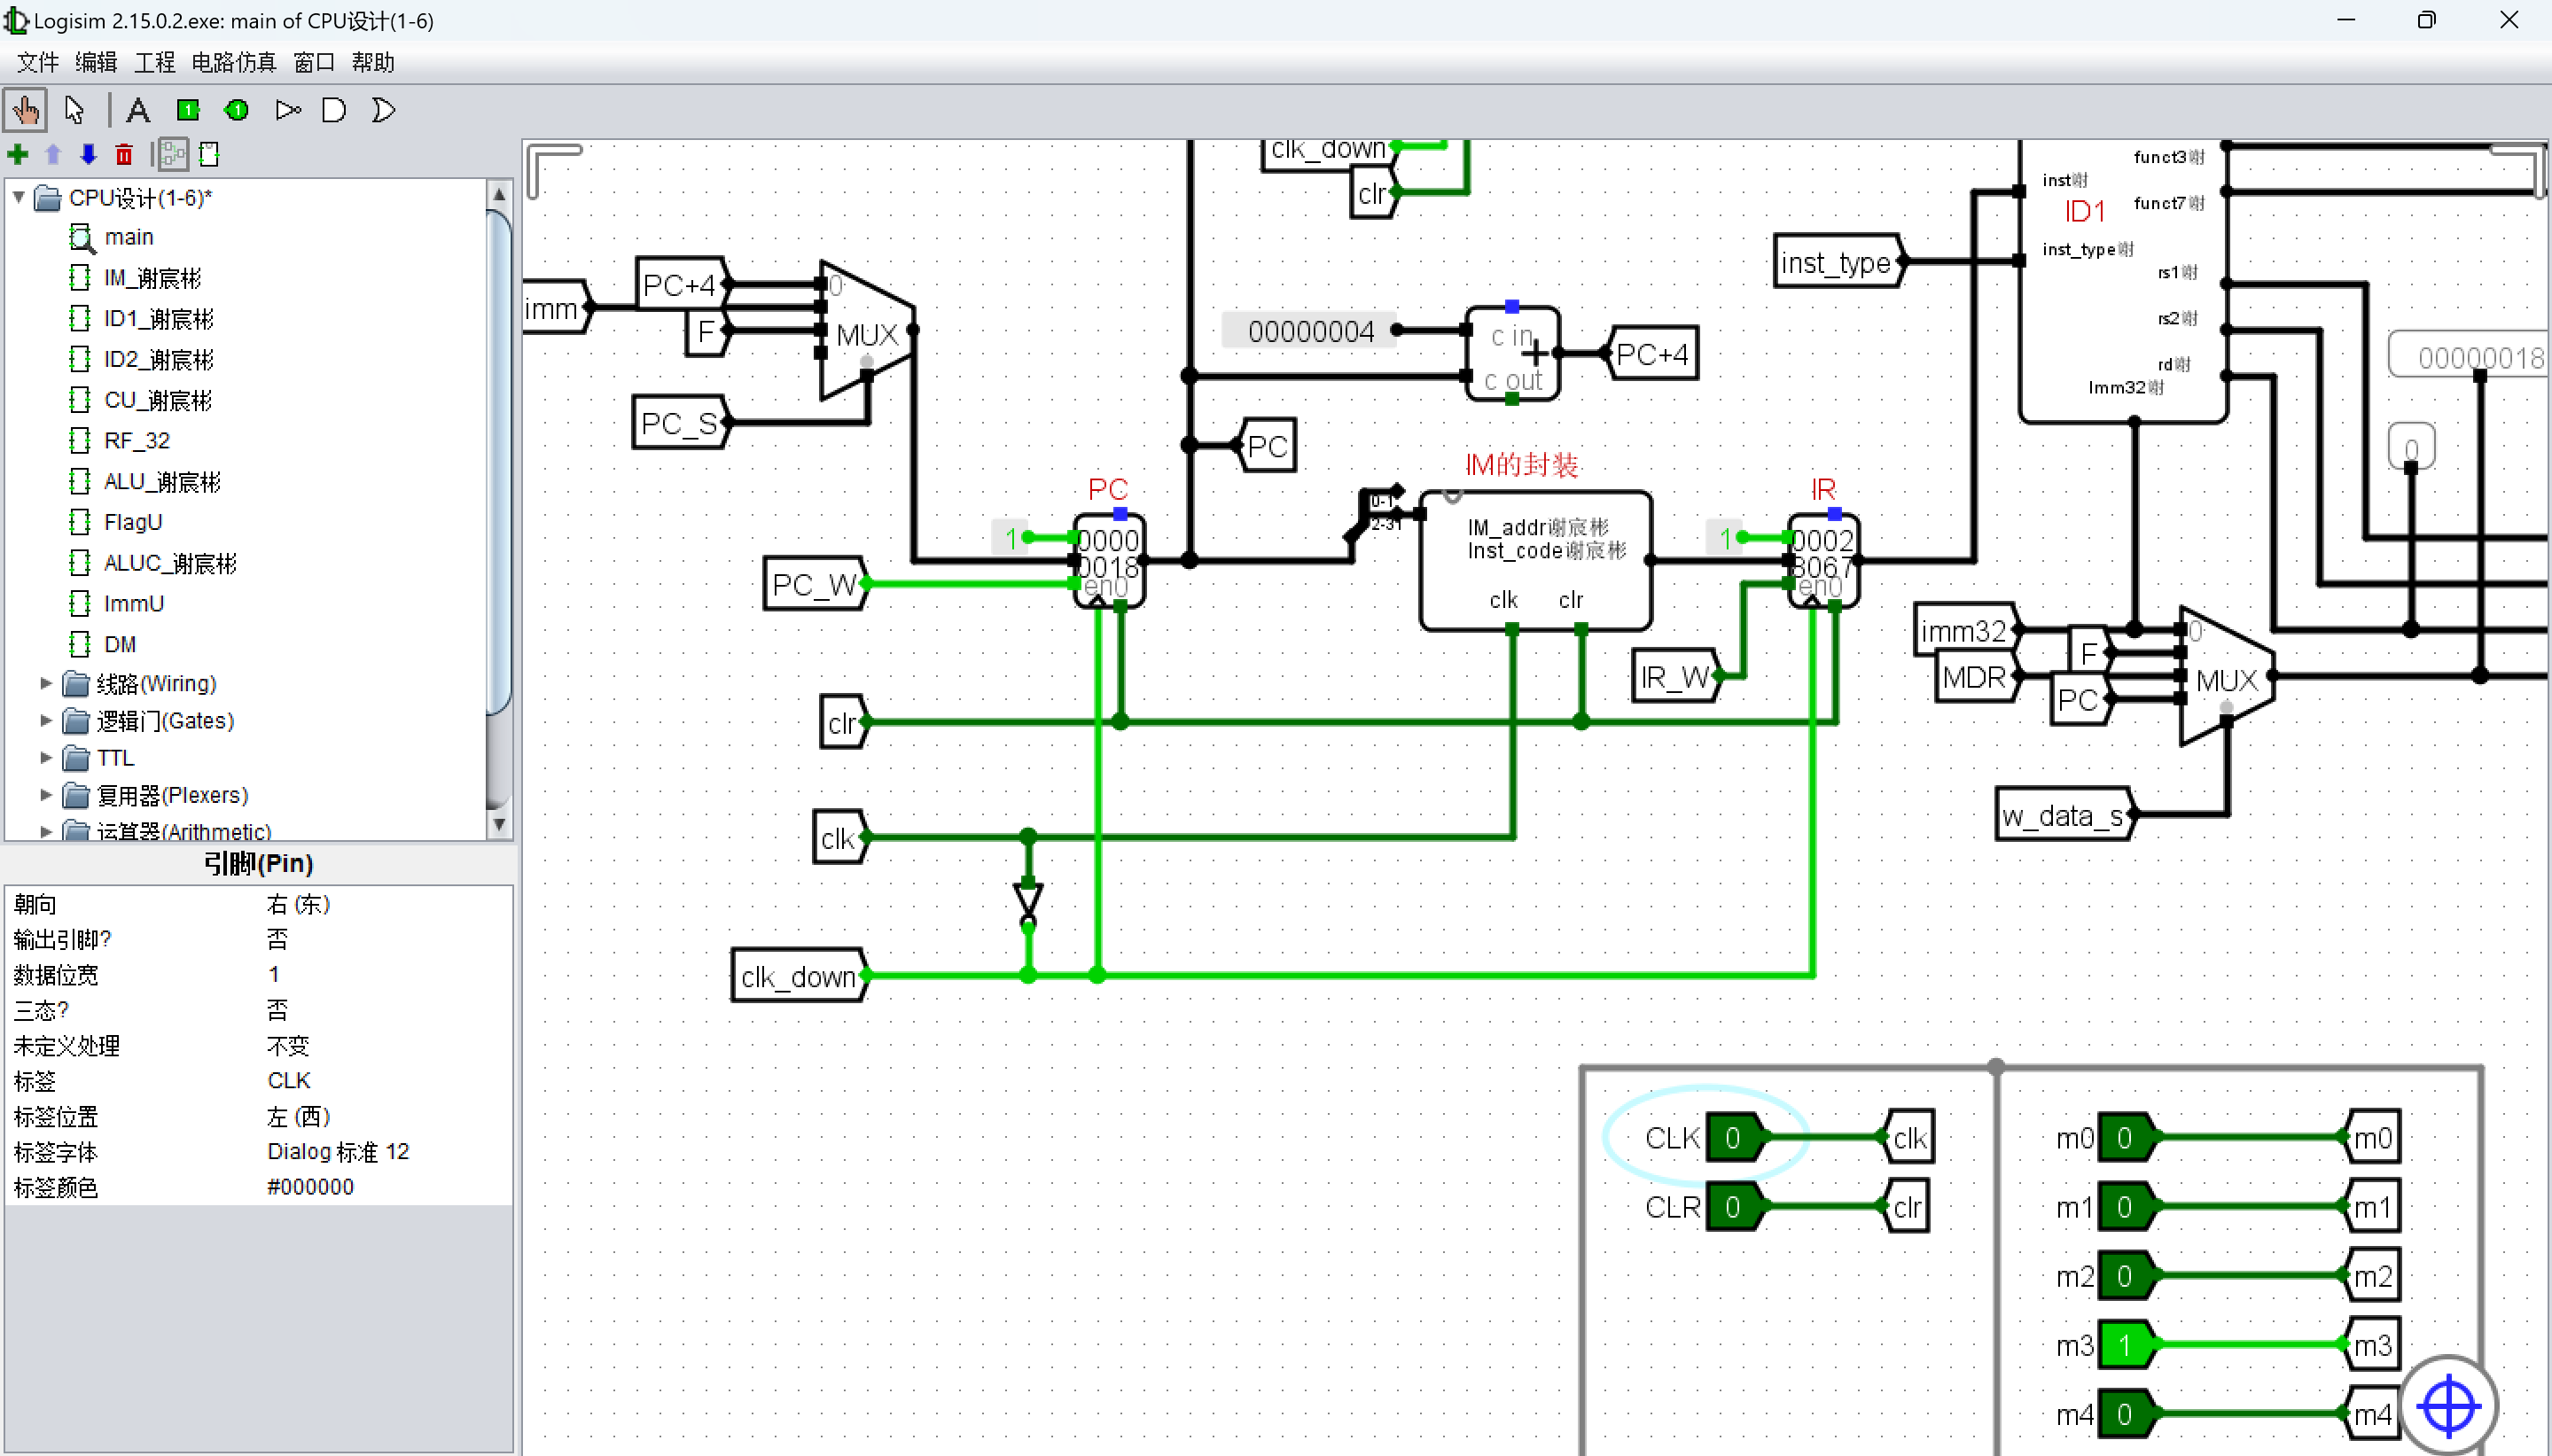 Logisim 2.15.0.2.exe: main of CPU设计(1-6)
文件 编辑 工程 电路仿真 窗口 帮助
CPU设计(1-6)*
main
IM_谢宸彬
ID1_谢宸彬
ID2_谢宸彬
CU_谢宸彬
RF_32
ALU_谢宸彬
FlagU
ALUC_谢宸彬
ImmU
DM
线路(Wiring)
逻辑门(Gates)
TTL
复用器(Plexers)
运算器(Arithmetic)
引脚(Pin)
朝向 右 (东)
输出引脚? 否
数据位宽 1
三态? 否
未定义处理 不变
标签 CLK
标签位置 左 (西)
标签字体 Dialog 标准 12
标签颜色 #000000
clk_down
clr
imm
PC+4
F
0
MUX
PC_S
00000004
c in
+
c out
PC+4
PC
inst_type
inst谢
ID1
inst_type谢
funct3谢
funct7谢
rs1谢
rs2谢
rd谢
Imm32谢
00000018
0
PC
1
0000
0018
en0
PC_W
0-1
2-31
IM的封装
IM_addr谢宸彬
Inst_code谢宸彬
clk clr
IR
1
0002
8067
en0
IR_W
clr
clk
clk_down
imm32
F
MDR
PC
0
MUX
w_data_s
CLK 0 clk
CLR 0 clr
m0 0 m0
m1 0 m1
m2 0 m2
m3 1 m3
m4 0 m4